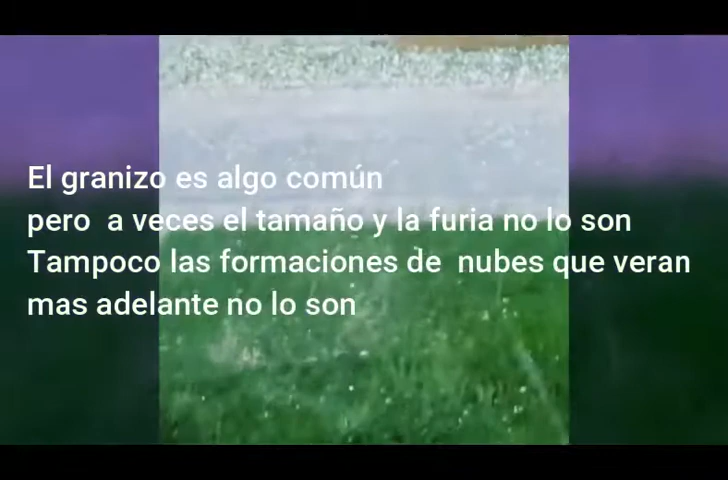 El granizo es algo común
pero  a veces el tamaño y la furia no lo son
Tampoco las formaciones de  nubes que veran
mas adelante no lo son